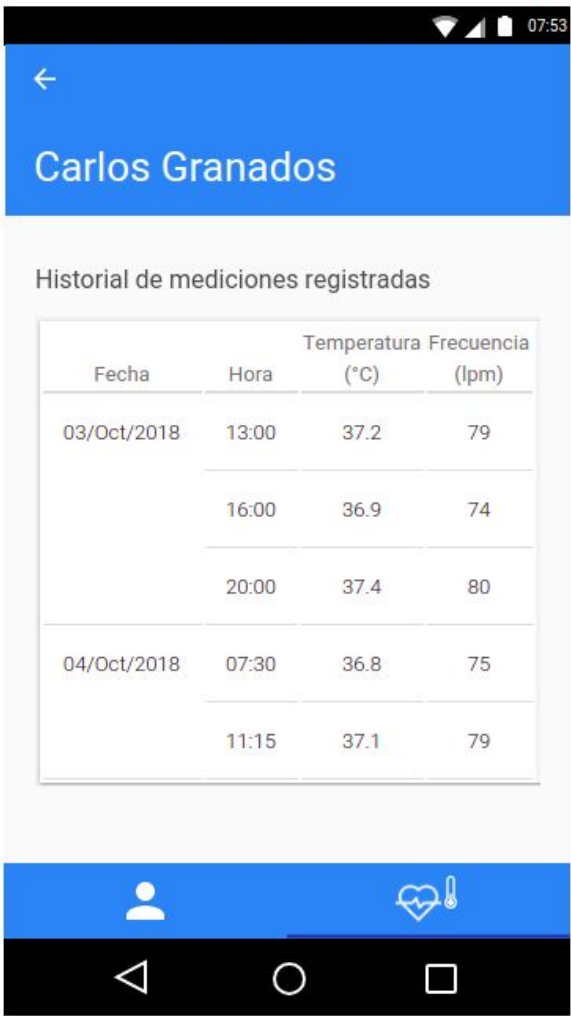 07:53
Carlos Granados
Historial de mediciones registradas
Fecha Hora Temperatura (°C) Frecuencia (lpm)
03/Oct/2018 13:00 37.2 79
16:00 36.9 74
20:00 37.4 80
04/Oct/2018 07:30 36.8 75
11:15 37.1 79